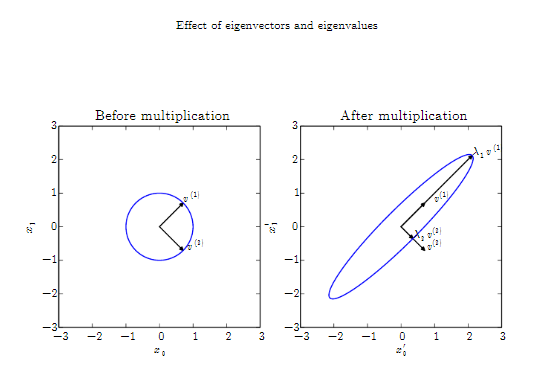 Effect of eigenvectors and eigenvalues
Before multiplication
3
2
1
0
−1
−2
−3
−3 −2 −1 0 1 2 3
x₀
x₁
v⁽¹⁾
v⁽²⁾
After multiplication
3
2
1
0
−1
−2
−3
−3 −2 −1 0 1 2 3
x′₀
x′₁
λ₁ v⁽¹
v⁽¹⁾
λ₂ v⁽²⁾
v⁽²⁾